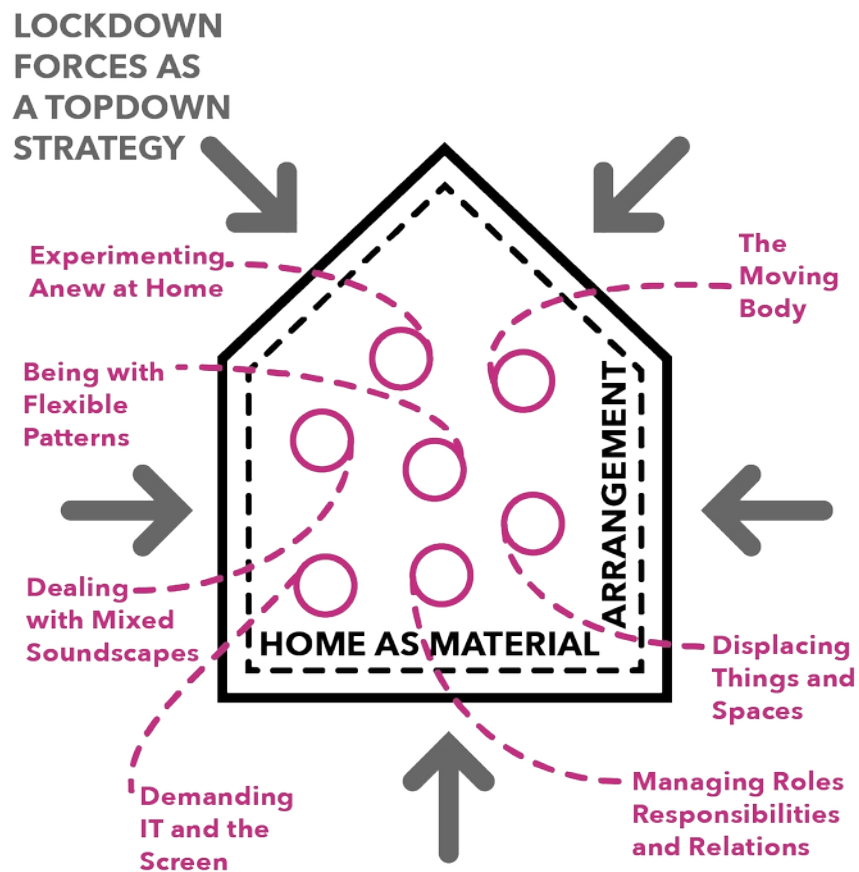 LOCKDOWN
FORCES AS
A TOPDOWN
STRATEGY
Experimenting
Anew at Home
The
Moving
Body
Being with
Flexible
Patterns
ARRANGEMENT
Dealing
with Mixed
Soundscapes
HOME AS MATERIAL
Displacing
Things and
Spaces
Demanding
IT and the
Screen
Managing Roles
Responsibilities
and Relations